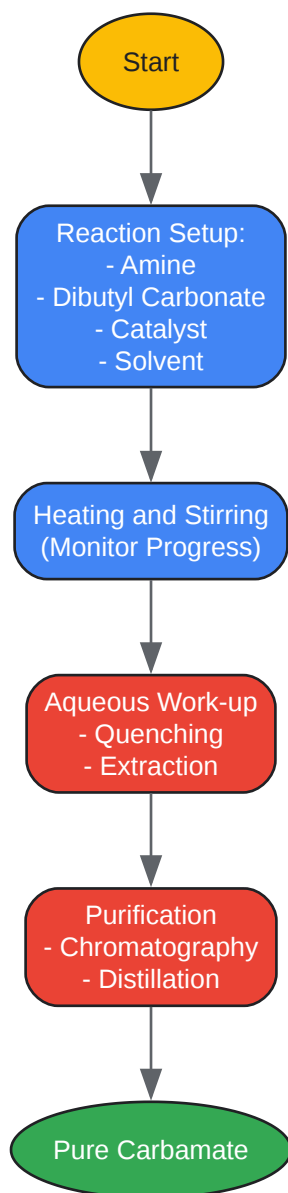 Start
Reaction Setup:
- Amine
- Dibutyl Carbonate
- Catalyst
- Solvent
Heating and Stirring
(Monitor Progress)
Aqueous Work-up
- Quenching
- Extraction
Purification
- Chromatography
- Distillation
Pure Carbamate